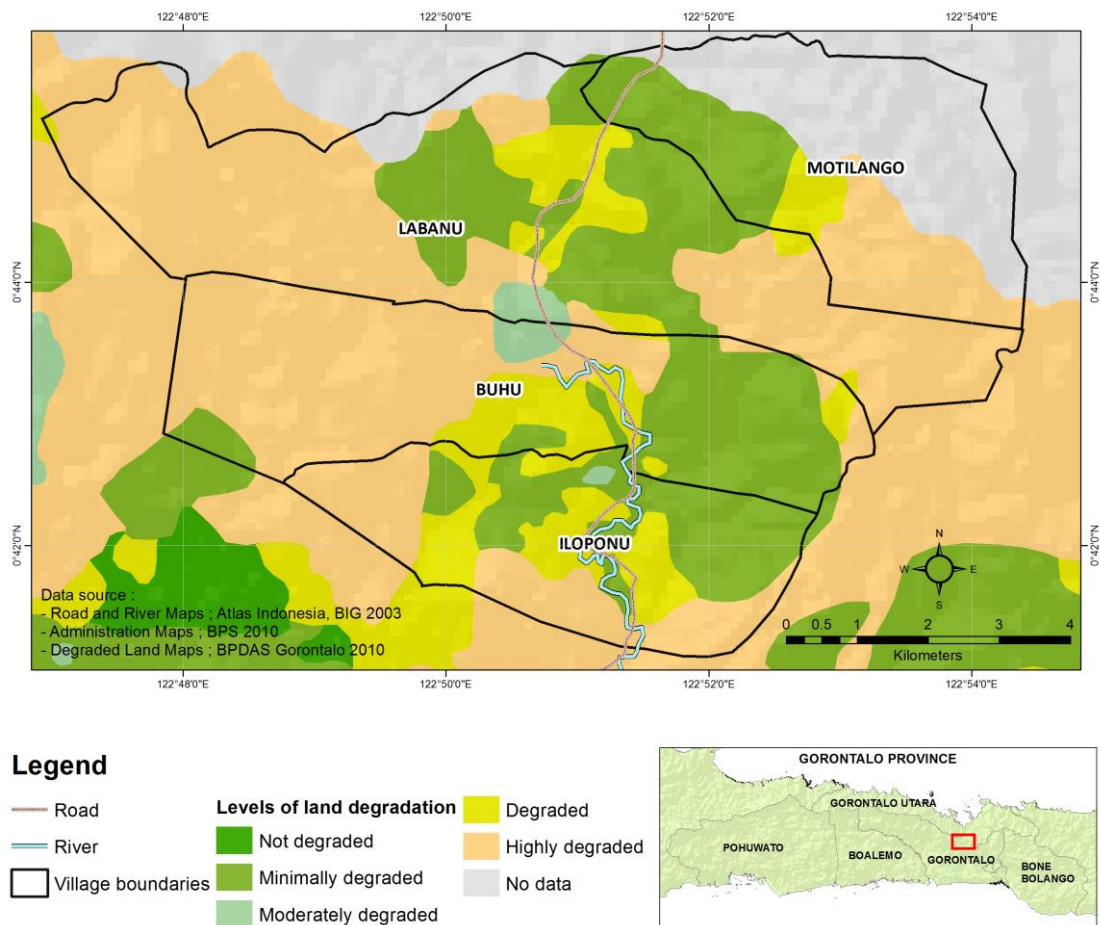 122°48'0"E 122°50'0"E 122°52'0"E 122°54'0"E
MOTILANGO
LABANU
0°44'0"N 0°44'0"N
BUHU
0°42'0"N ILOPONU 0°42'0"N
N
W E
S
Data source :
- Road and River Maps ; Atlas Indonesia, BIG 2003
- Administration Maps ; BPS 2010
- Degraded Land Maps ; BPDAS Gorontalo 2010
0 0.5 1 2 3 4
Kilometers
122°48'0"E 122°50'0"E 122°52'0"E 122°54'0"E
Legend
Road
River
Village boundaries
Levels of land degradation
Not degraded
Minimally degraded
Moderately degraded
Degraded
Highly degraded
No data
GORONTALO PROVINCE
GORONTALO UTARA
POHUWATO
BOALEMO
GORONTALO
BONE
BOLANGO